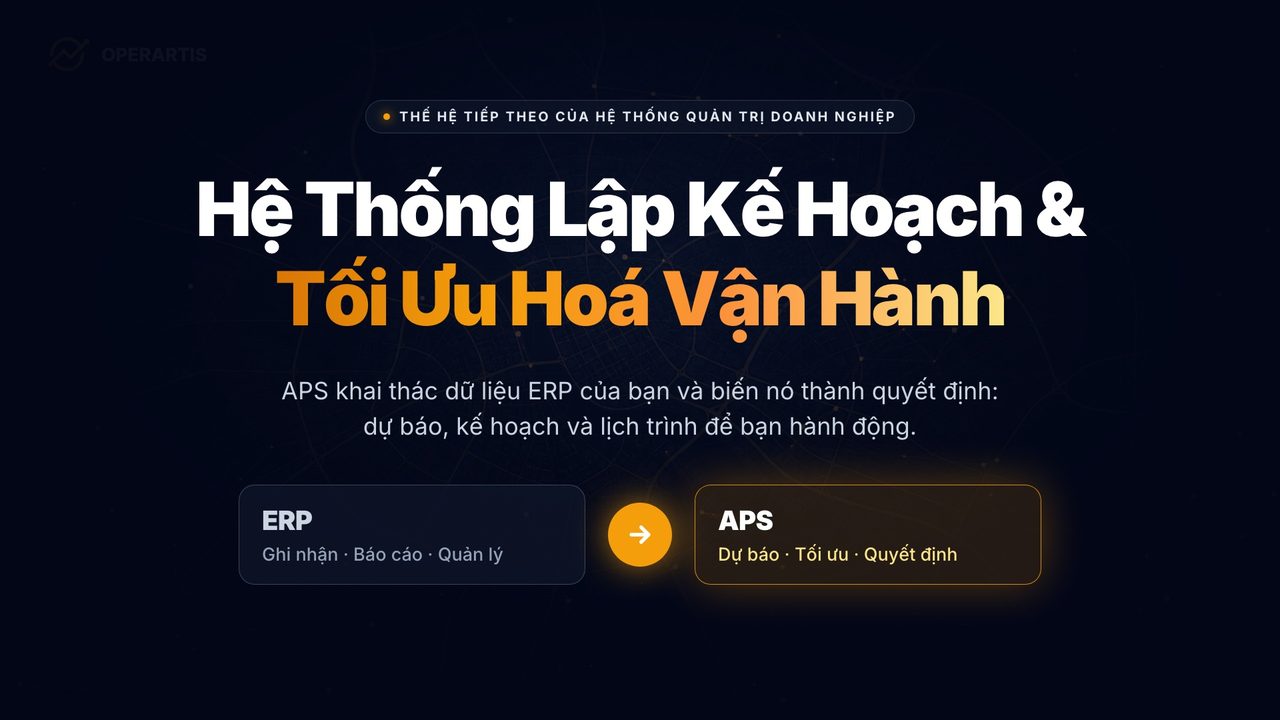 OPERARTIS
THẾ HỆ TIẾP THEO CỦA HỆ THỐNG QUẢN TRỊ DOANH NGHIỆP
Hệ Thống Lập Kế Hoạch &
Tối Ưu Hoá Vận Hành
APS khai thác dữ liệu ERP của bạn và biến nó thành quyết định:
dự báo, kế hoạch và lịch trình để bạn hành động.
ERP
Ghi nhận · Báo cáo · Quản lý
APS
Dự báo · Tối ưu · Quyết định